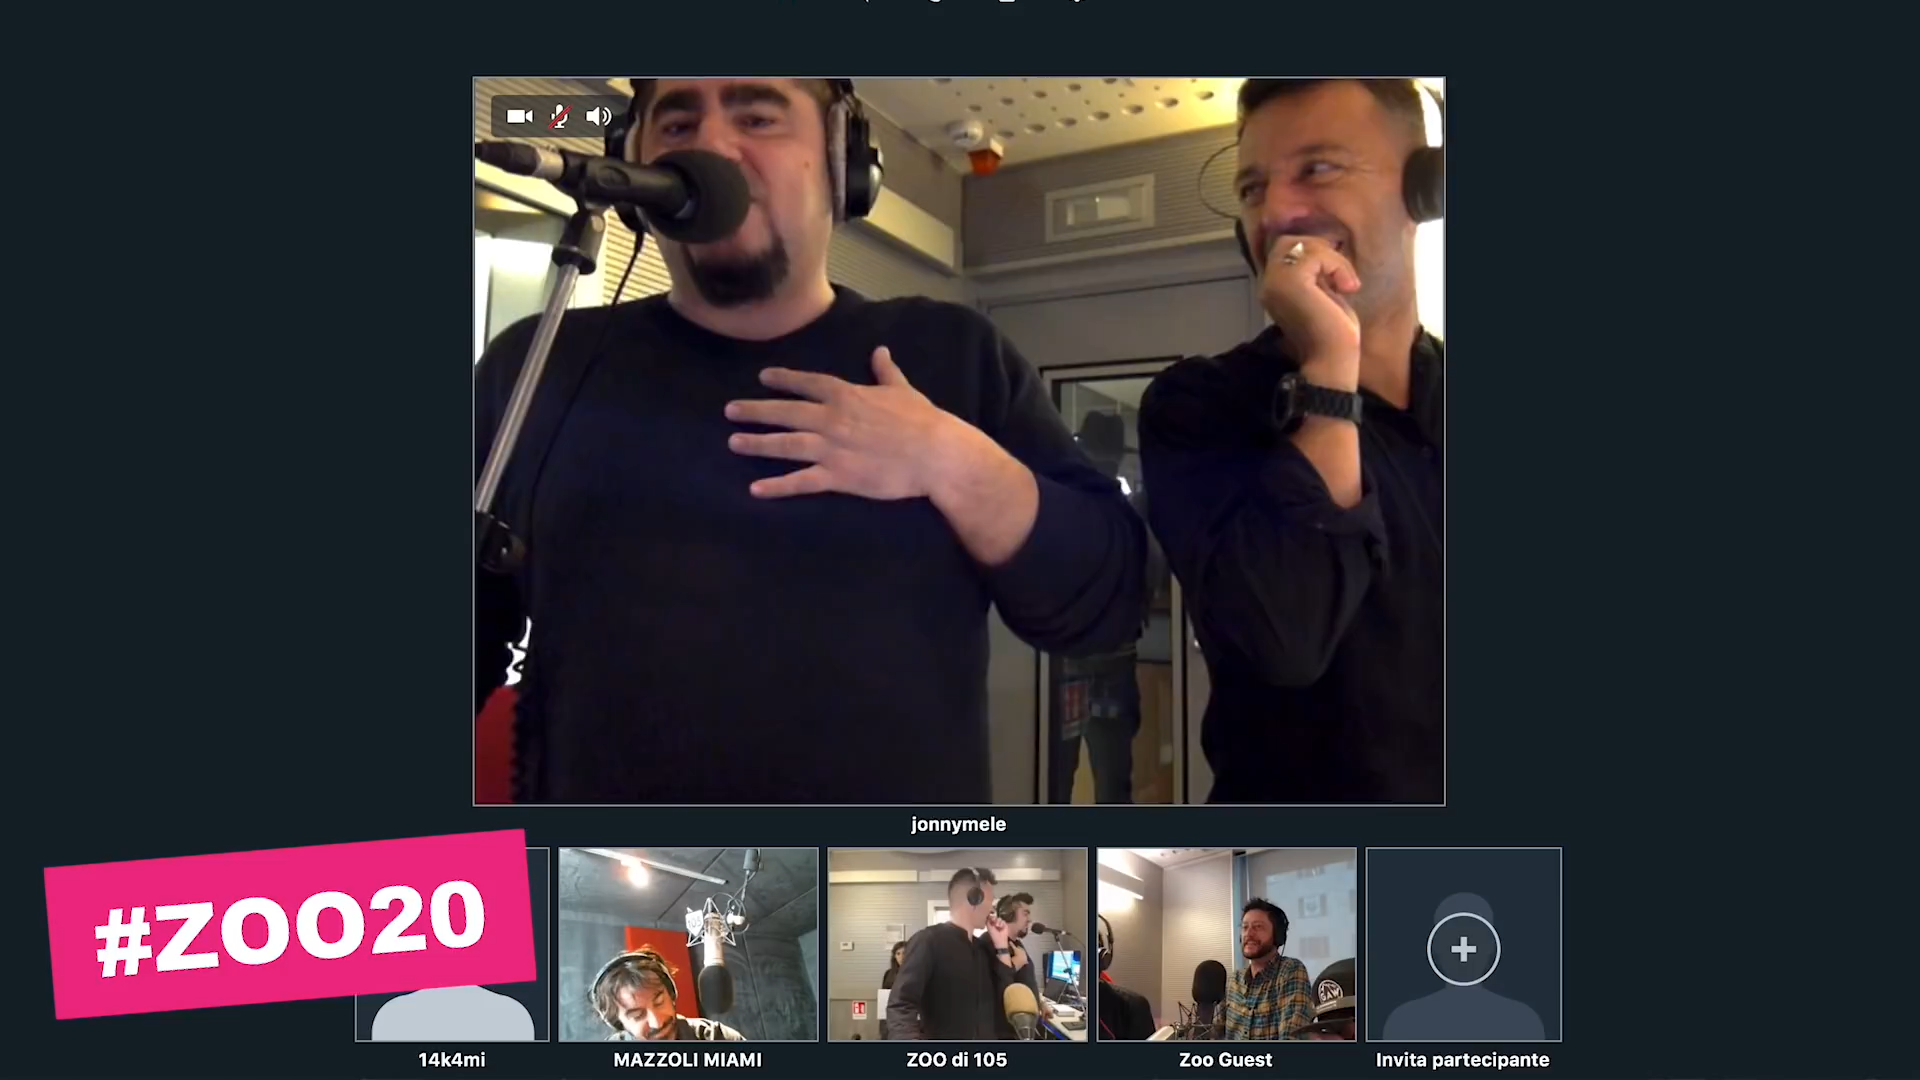 jonnymele
#ZOO20
14k4mi
MAZZOLI MIAMI
ZOO di 105
Zoo Guest
Invita partecipante